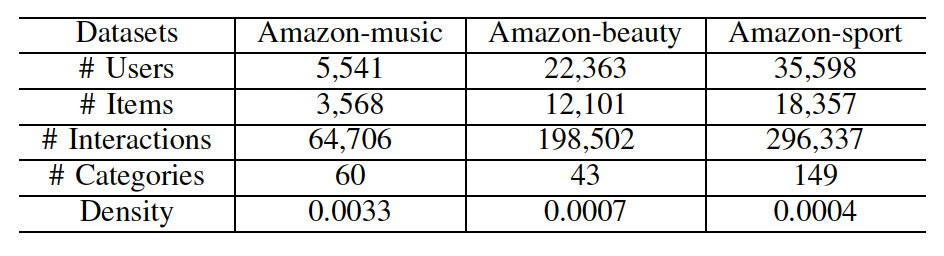 Datasets Amazon-music Amazon-beauty Amazon-sport
# Users 5,541 22,363 35,598
# Items 3,568 12,101 18,357
# Interactions 64,706 198,502 296,337
# Categories 60 43 149
Density 0.0033 0.0007 0.0004